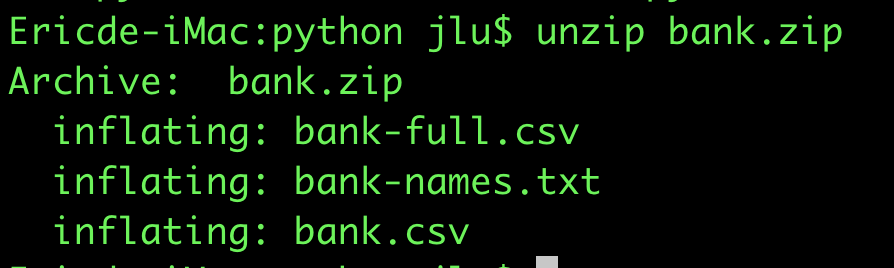 Ericde-iMac:python jlu$ unzip bank.zip
Archive:  bank.zip
  inflating: bank-full.csv
  inflating: bank-names.txt
  inflating: bank.csv